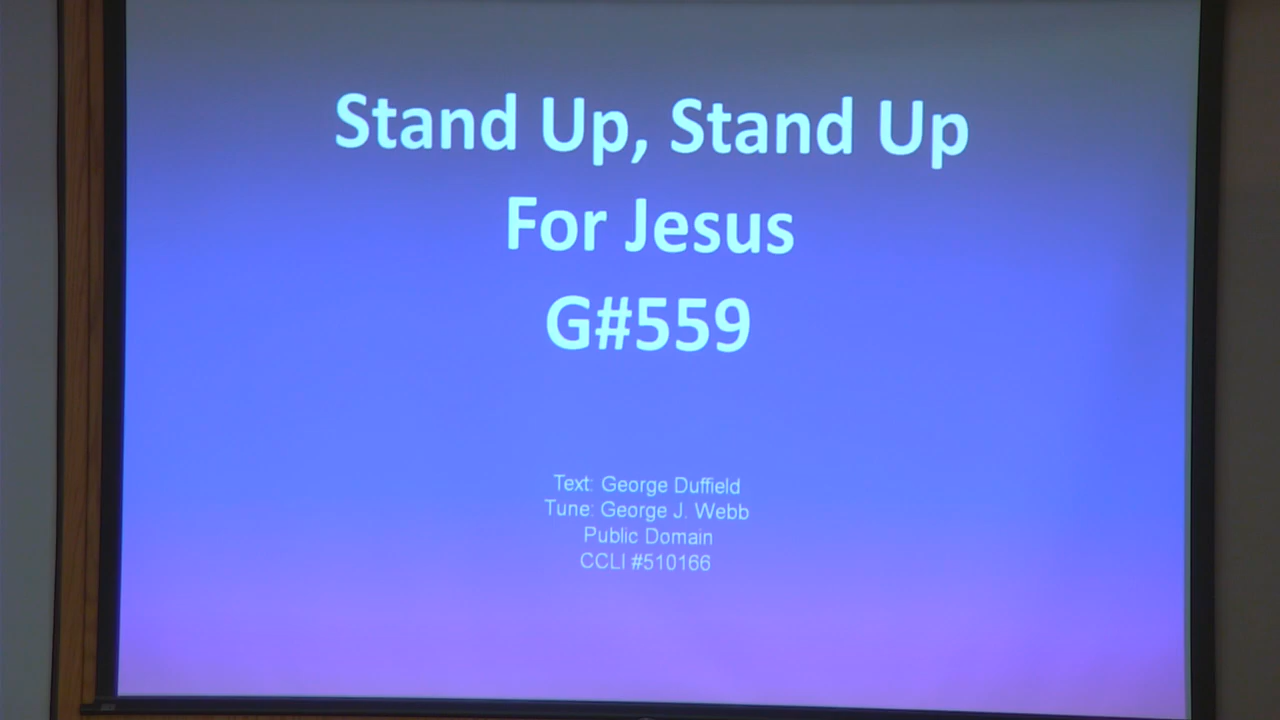 Stand Up, Stand Up
For Jesus
G#559
Text: George Duffield
Tune: George J. Webb
Public Domain
CCLI #510166